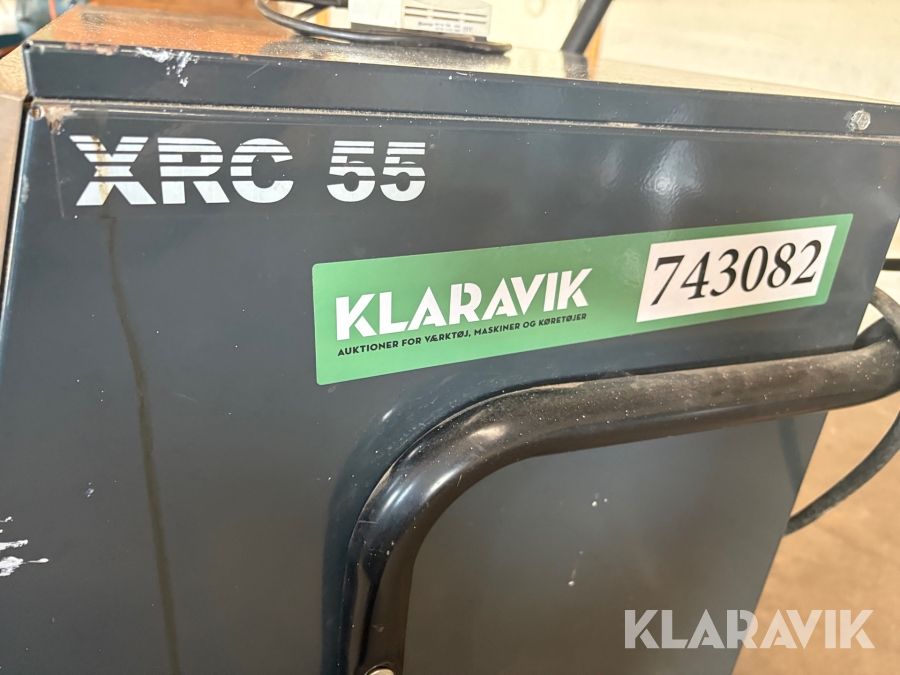 XRC 55
KLARAVIK
AUKTIONER FOR VÆRKTØJ, MASKINER OG KØRETØJER
743082
KLARAVIK